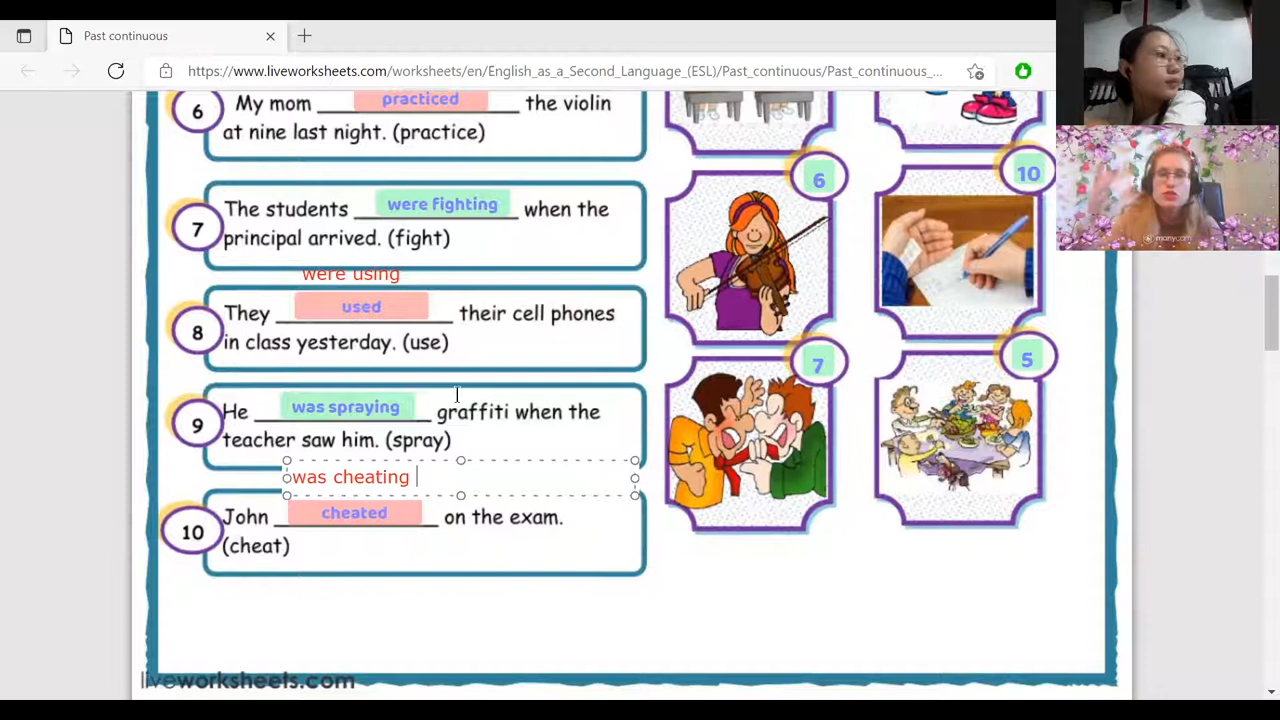 Past continuous
https://www.liveworksheets.com/worksheets/en/English_as_a_Second_Language_(ESL)/Past_continuous/Past_continuous_...
6
My mom practiced the violin
at nine last night. (practice)
7
The students were fighting when the
principal arrived. (fight)
were using
8
They used their cell phones
in class yesterday. (use)
9
He was spraying graffiti when the
teacher saw him. (spray)
was cheating
10
John cheated on the exam.
(cheat)
6
10
7
5
liveworksheets.com
manycam